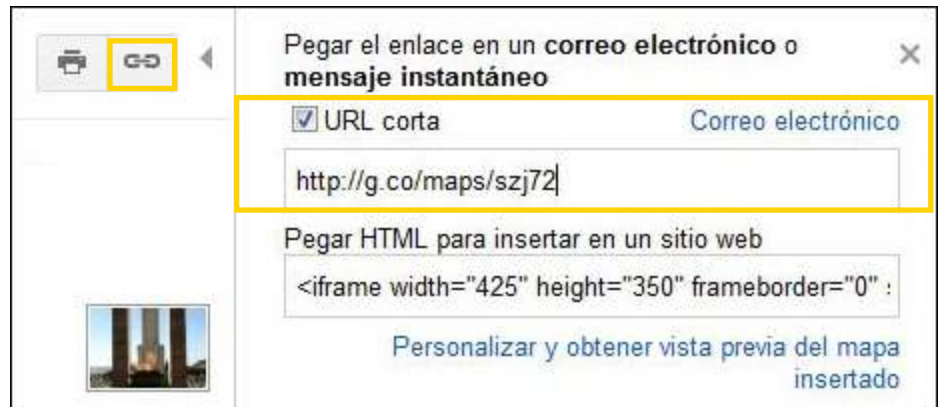 Pegar el enlace en un correo electrónico o
mensaje instantáneo
URL corta
Correo electrónico
http://g.co/maps/szj72
Pegar HTML para insertar en un sitio web
<iframe width="425" height="350" frameborder="0" s
Personalizar y obtener vista previa del mapa
insertado